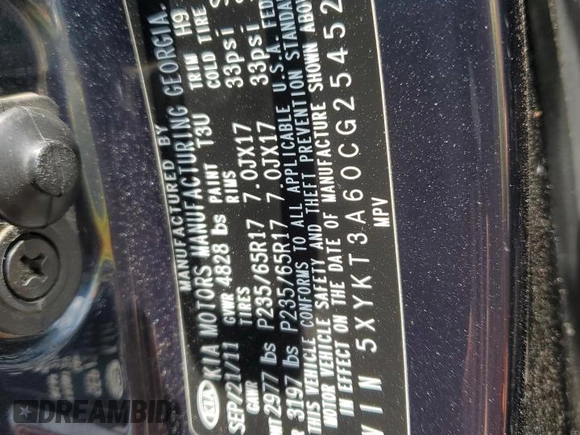 MANUFACTURED BY
KIA MOTORS MANUFACTURING GEORGIA.
SEP/21/11 GVWR 4828 lbs PAINT T3U TRIM H9
GWR TIRES RIMS COLD TIRE
2977 lbs P235/65R17 7.0JX17 33psi
3197 lbs P235/65R17 7.0JX17 33psi
THIS VEHICLE CONFORMS TO ALL APPLICABLE U.S.A. FED
MOTOR VEHICLE SAFETY AND THEFT PREVENTION STANDA
IN EFFECT ON THE DATE OF MANUFACTURE SHOWN ABOV
VIN 5XYKT3A60CG25452
MPV
KIA
DREAMBID